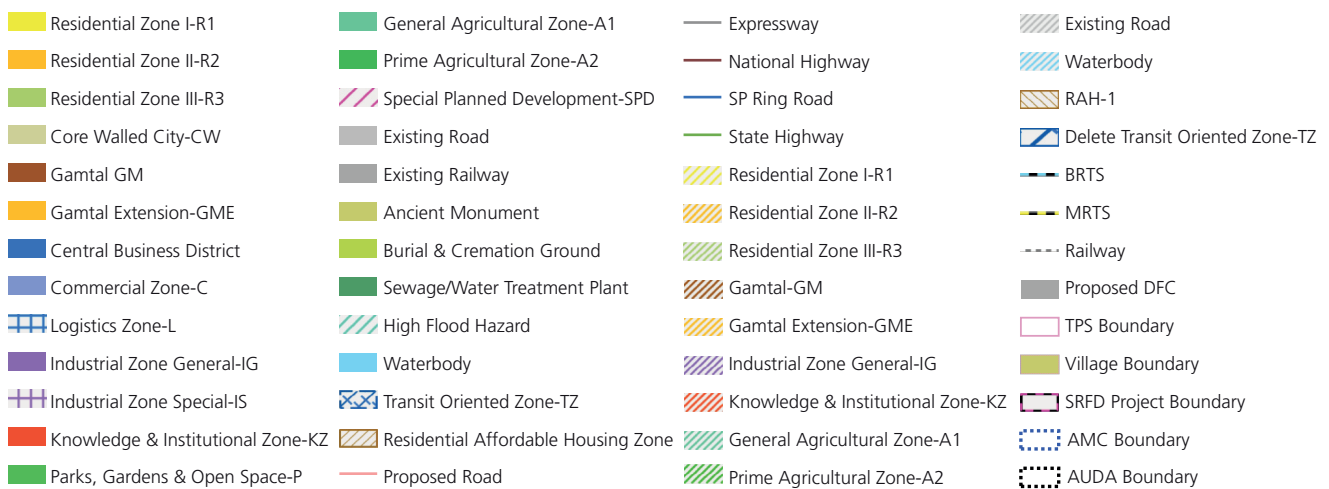 Residential Zone I-R1
Residential Zone II-R2
Residential Zone III-R3
Core Walled City-CW
Gamtal GM
Gamtal Extension-GME
Central Business District
Commercial Zone-C
Logistics Zone-L
Industrial Zone General-IG
Industrial Zone Special-IS
Knowledge & Institutional Zone-KZ
Parks, Gardens & Open Space-P
General Agricultural Zone-A1
Prime Agricultural Zone-A2
Special Planned Development-SPD
Existing Road
Existing Railway
Ancient Monument
Burial & Cremation Ground
Sewage/Water Treatment Plant
High Flood Hazard
Waterbody
Transit Oriented Zone-TZ
Residential Affordable Housing Zone
Proposed Road
Expressway
National Highway
SP Ring Road
State Highway
Residential Zone I-R1
Residential Zone II-R2
Residential Zone III-R3
Gamtal-GM
Gamtal Extension-GME
Industrial Zone General-IG
Knowledge & Institutional Zone-KZ
General Agricultural Zone-A1
Prime Agricultural Zone-A2
Existing Road
Waterbody
RAH-1
Delete Transit Oriented Zone-TZ
BRTS
MRTS
Railway
Proposed DFC
TPS Boundary
Village Boundary
SRFD Project Boundary
AMC Boundary
AUDA Boundary